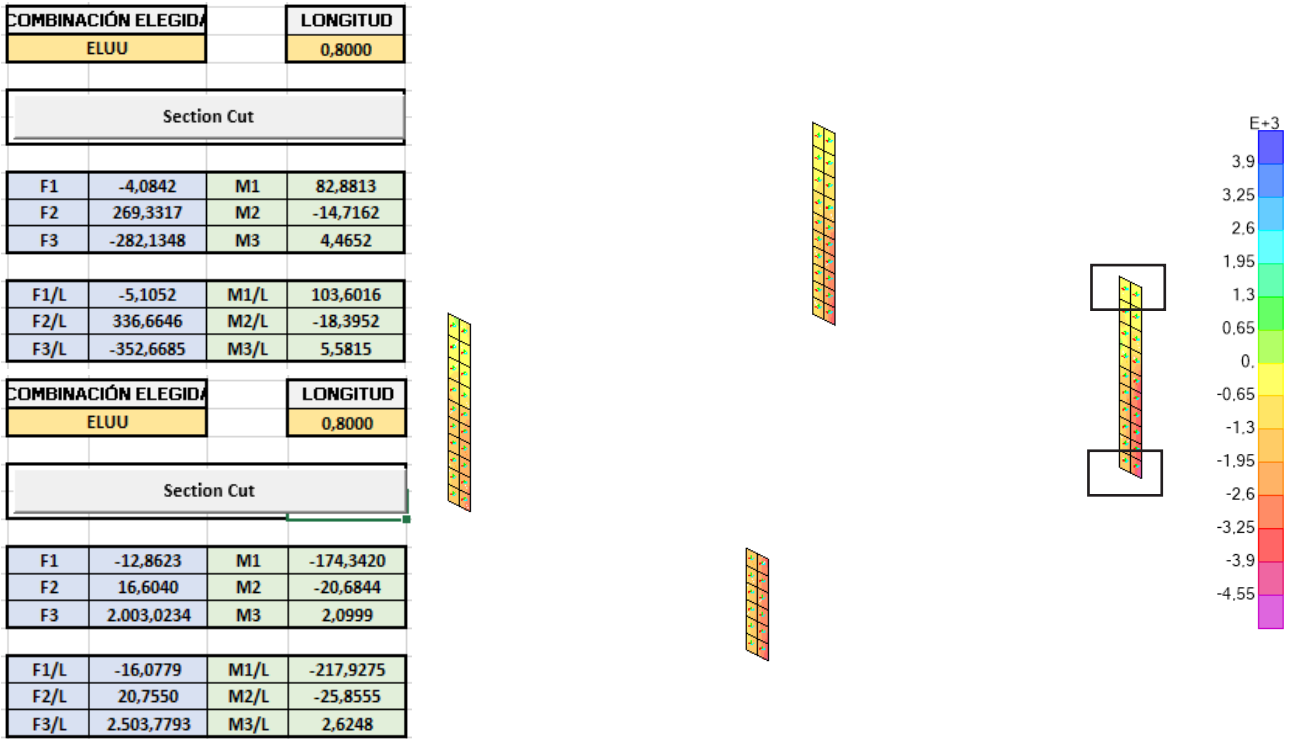 COMBINACIÓN ELEGIDA LONGITUD
ELUU 0,8000
Section Cut
F1 -4,0842 M1 82,8813
F2 269,3317 M2 -14,7162
F3 -282,1348 M3 4,4652
F1/L -5,1052 M1/L 103,6016
F2/L 336,6646 M2/L -18,3952
F3/L -352,6685 M3/L 5,5815
COMBINACIÓN ELEGIDA LONGITUD
ELUU 0,8000
Section Cut
F1 -12,8623 M1 -174,3420
F2 16,6040 M2 -20,6844
F3 2.003,0234 M3 2,0999
F1/L -16,0779 M1/L -217,9275
F2/L 20,7550 M2/L -25,8555
F3/L 2.503,7793 M3/L 2,6248
E+3
3,9
3,25
2,6
1,95
1,3
0,65
0,
-0,65
-1,3
-1,95
-2,6
-3,25
-3,9
-4,55